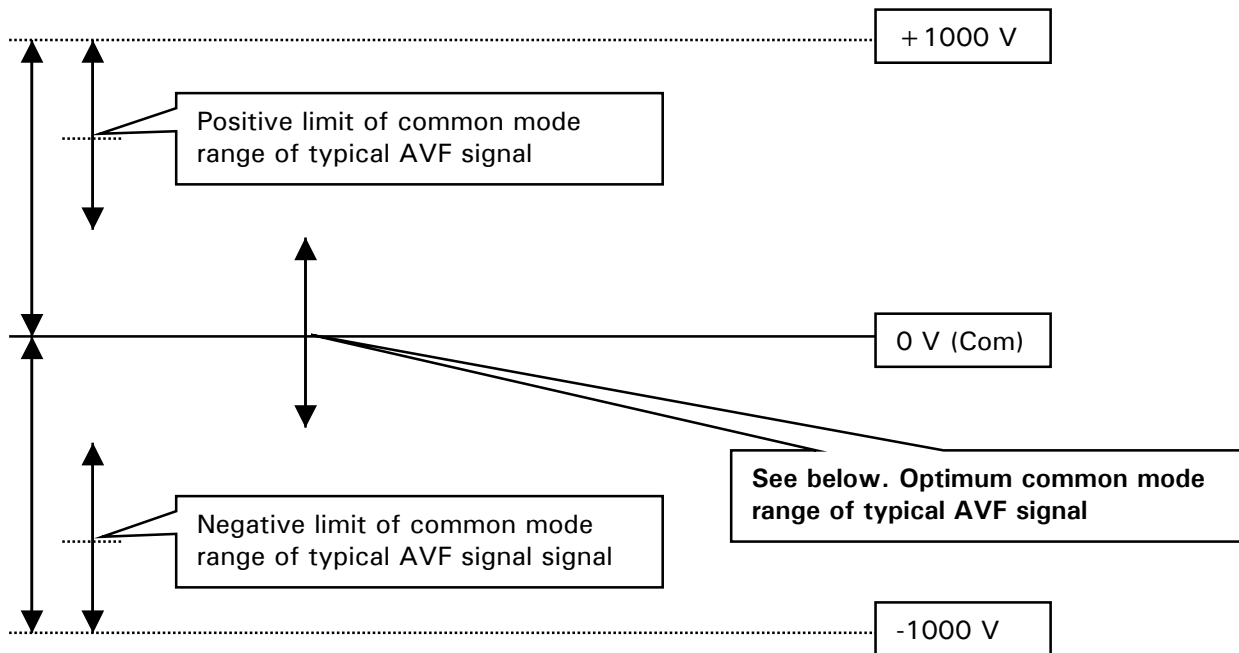 +1000 V
Positive limit of common mode
range of typical AVF signal
0 V (Com)
See below. Optimum common mode
range of typical AVF signal
Negative limit of common mode
range of typical AVF signal signal
-1000 V